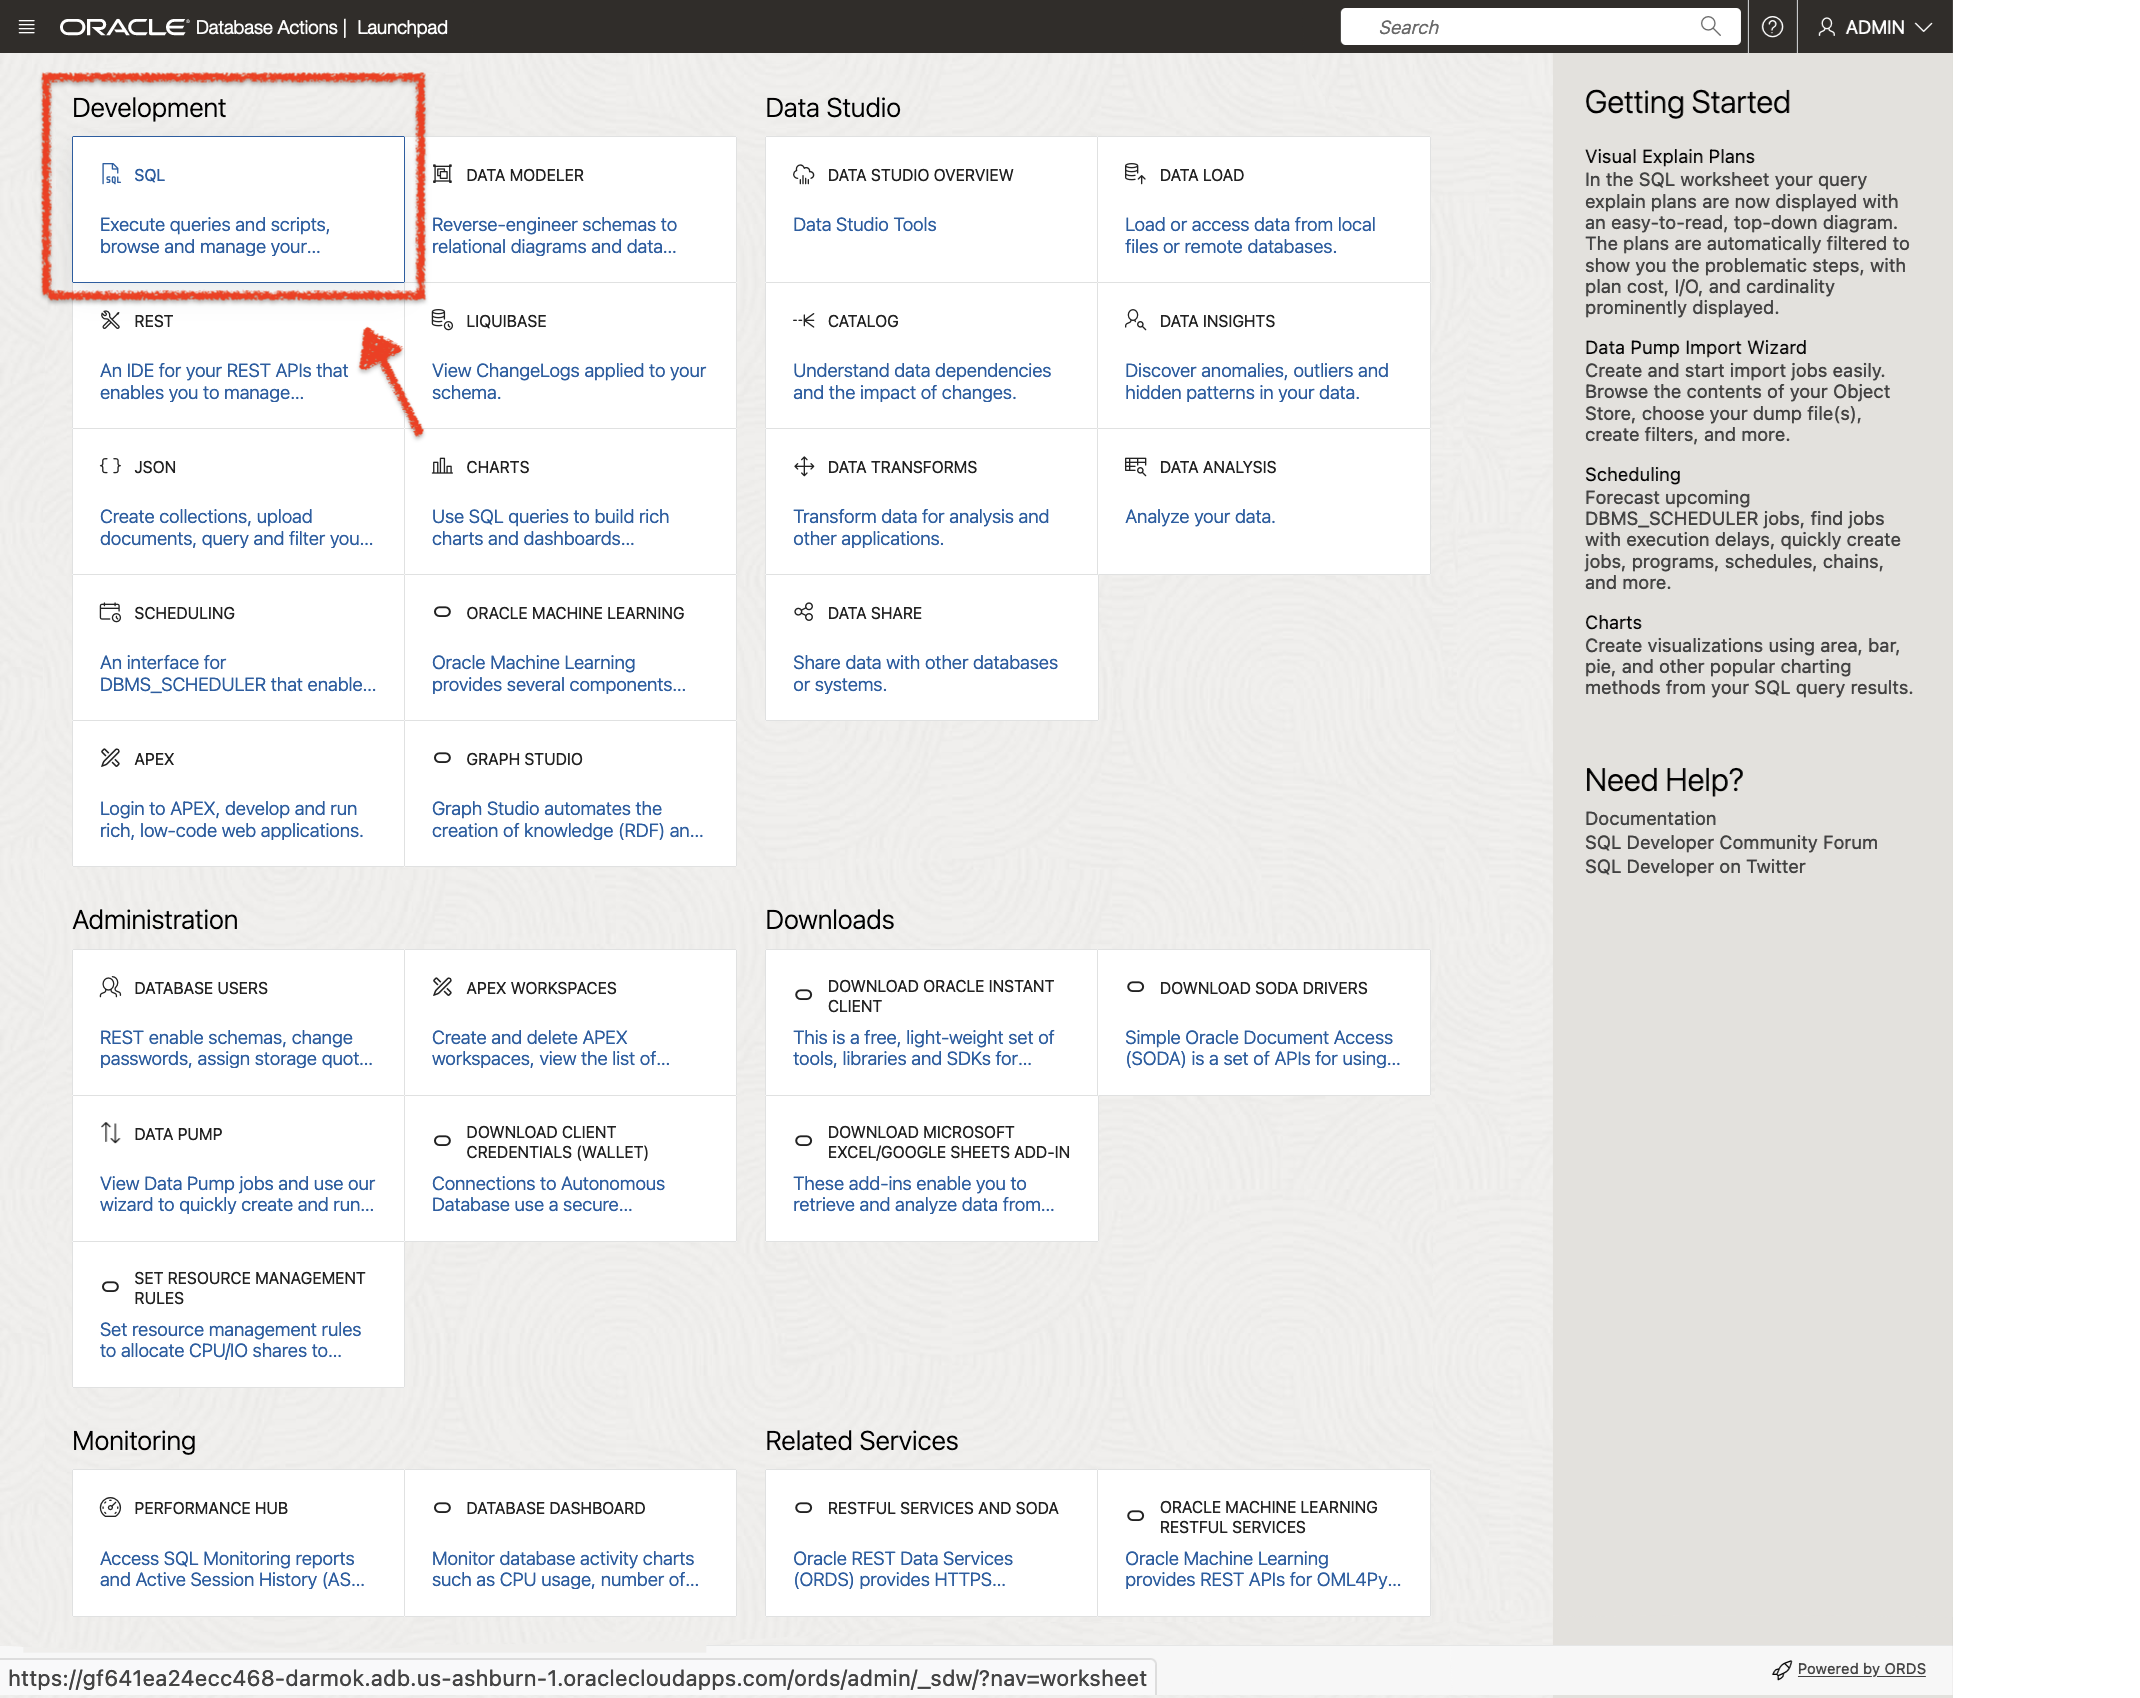 ORACLE® Database Actions | Launchpad
Search
ADMIN
Development
SQL
SQL
Execute queries and scripts,
browse and manage your...
DATA MODELER
Reverse-engineer schemas to
relational diagrams and data...
REST
An IDE for your REST APIs that
enables you to manage...
LIQUIBASE
View ChangeLogs applied to your
schema.
JSON
Create collections, upload
documents, query and filter you...
CHARTS
Use SQL queries to build rich
charts and dashboards...
SCHEDULING
An interface for
DBMS_SCHEDULER that enable...
ORACLE MACHINE LEARNING
Oracle Machine Learning
provides several components...
APEX
Login to APEX, develop and run
rich, low-code web applications.
GRAPH STUDIO
Graph Studio automates the
creation of knowledge (RDF) an...
Data Studio
DATA STUDIO OVERVIEW
Data Studio Tools
DATA LOAD
Load or access data from local
files or remote databases.
CATALOG
Understand data dependencies
and the impact of changes.
DATA INSIGHTS
Discover anomalies, outliers and
hidden patterns in your data.
DATA TRANSFORMS
Transform data for analysis and
other applications.
DATA ANALYSIS
Analyze your data.
DATA SHARE
Share data with other databases
or systems.
Administration
DATABASE USERS
REST enable schemas, change
passwords, assign storage quot...
APEX WORKSPACES
Create and delete APEX
workspaces, view the list of...
DATA PUMP
View Data Pump jobs and use our
wizard to quickly create and run...
DOWNLOAD CLIENT
CREDENTIALS (WALLET)
Connections to Autonomous
Database use a secure...
SET RESOURCE MANAGEMENT
RULES
Set resource management rules
to allocate CPU/IO shares to...
Downloads
DOWNLOAD ORACLE INSTANT
CLIENT
This is a free, light-weight set of
tools, libraries and SDKs for...
DOWNLOAD SODA DRIVERS
Simple Oracle Document Access
(SODA) is a set of APIs for using...
DOWNLOAD MICROSOFT
EXCEL/GOOGLE SHEETS ADD-IN
These add-ins enable you to
retrieve and analyze data from...
Monitoring
PERFORMANCE HUB
Access SQL Monitoring reports
and Active Session History (AS...
DATABASE DASHBOARD
Monitor database activity charts
such as CPU usage, number of...
Related Services
RESTFUL SERVICES AND SODA
Oracle REST Data Services
(ORDS) provides HTTPS...
ORACLE MACHINE LEARNING
RESTFUL SERVICES
Oracle Machine Learning
provides REST APIs for OML4Py...
Getting Started
Visual Explain Plans
In the SQL worksheet your query
explain plans are now displayed with
an easy-to-read, top-down diagram.
The plans are automatically filtered to
show you the problematic steps, with
plan cost, I/O, and cardinality
prominently displayed.
Data Pump Import Wizard
Create and start import jobs easily.
Browse the contents of your Object
Store, choose your dump file(s),
create filters, and more.
Scheduling
Forecast upcoming
DBMS_SCHEDULER jobs, find jobs
with execution delays, quickly create
jobs, programs, schedules, chains,
and more.
Charts
Create visualizations using area, bar,
pie, and other popular charting
methods from your SQL query results.
Need Help?
Documentation
SQL Developer Community Forum
SQL Developer on Twitter
Powered by ORDS
https://gf641ea24ecc468-darmok.adb.us-ashburn-1.oraclecloudapps.com/ords/admin/_sdw/?nav=worksheet